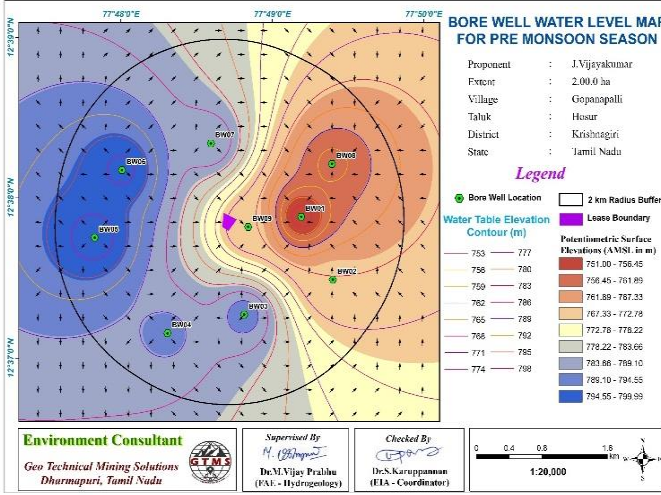 77°48'0"E 77°49'0"E 77°50'0"E
BORE WELL WATER LEVEL MAP
FOR PRE MONSOON SEASON
Proponent : J.Vijayakumar
Extent : 2.00.0 ha
Village : Gopanapalli
Taluk : Hosur
District : Krishnagiri
State : Tamil Nadu
Legend
Bore Well Location
2 km Radius Buffer
Lease Boundary
Water Table Elevation
Contour (m)
753 777
756 780
759 783
762 786
765 789
768 792
771 795
774 798
Potentiometric Surface
Elevations (AMSL in m)
751.00 - 756.45
756.45 - 761.89
761.89 - 767.33
767.33 - 772.78
772.78 - 778.22
778.22 - 783.66
783.66 - 789.10
789.10 - 794.55
794.55 - 799.99
12°39'0"N
12°38'0"N
12°37'0"N
BW07
BW06
BW08
BW01
BW09
BW05
BW02
BW03
BW04
Environment Consultant
Geo Technical Mining Solutions
Dharmapuri, Tamil Nadu
GTMS
Supervised By
Dr.M.Vijay Prabhu
(FAE - Hydrogeology)
Checked By
Dr.S.Karuppannan
(EIA - Coordinator)
0 0.4 0.8 1.8
km
1:20,000